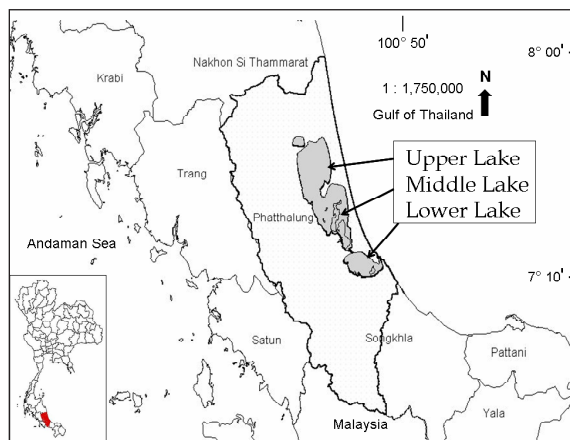 100° 50'
8° 00'
Nakhon Si Thammarat
Krabi
N
1 : 1,750,000
Gulf of Thailand
Upper Lake
Middle Lake
Lower Lake
Trang
Phatthalung
Andaman Sea
7° 10'
Satun
Songkhla
Pattani
Yala
Malaysia